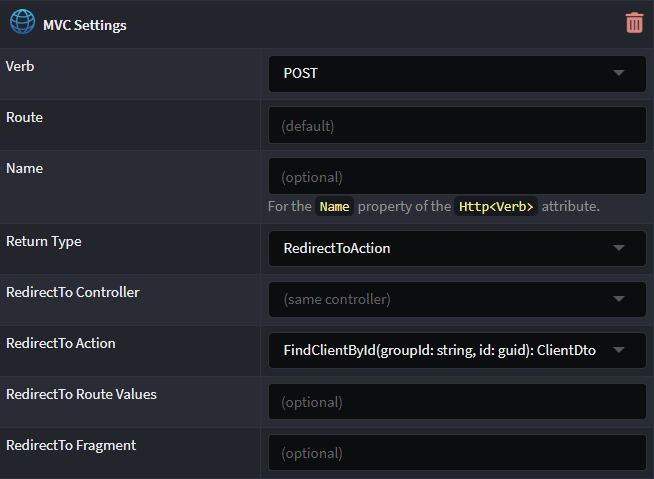 MVC Settings
Verb
POST
Route
(default)
Name
(optional)
For the Name property of the Http<Verb> attribute.
Return Type
RedirectToAction
RedirectTo Controller
(same controller)
RedirectTo Action
FindClientById(groupId: string, id: guid): ClientDto
RedirectTo Route Values
(optional)
RedirectTo Fragment
(optional)